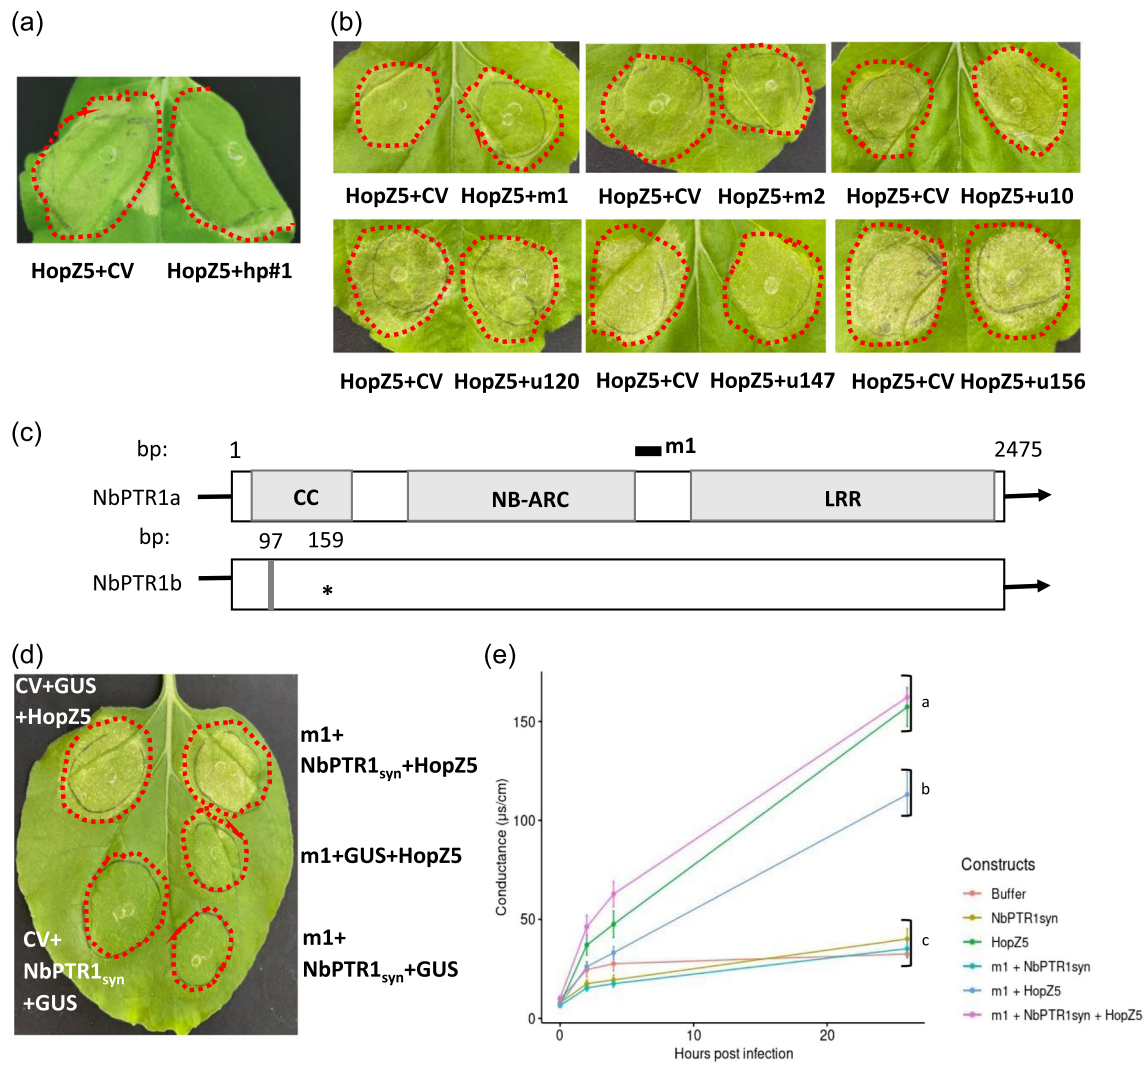 (a)
(b)
HopZ5+CV HopZ5+hp#1
HopZ5+CV HopZ5+m1
HopZ5+CV HopZ5+m2
HopZ5+CV HopZ5+u10
HopZ5+CV HopZ5+u120
HopZ5+CV HopZ5+u147
HopZ5+CV HopZ5+u156
(c)
bp: 1 m1 2475
NbPTR1a CC NB-ARC LRR
bp: 97 159
NbPTR1b *
(d)
CV+GUS
+HopZ5
m1+
NbPTR1syn+HopZ5
m1+GUS+HopZ5
CV+
NbPTR1syn
+GUS
m1+
NbPTR1syn+GUS
(e)
Conductance (µs/cm)
150
100
50
0
0 10 20
Hours post infection
a
b
c
Constructs
Buffer
NbPTR1syn
HopZ5
m1 + NbPTR1syn
m1 + HopZ5
m1 + NbPTR1syn + HopZ5